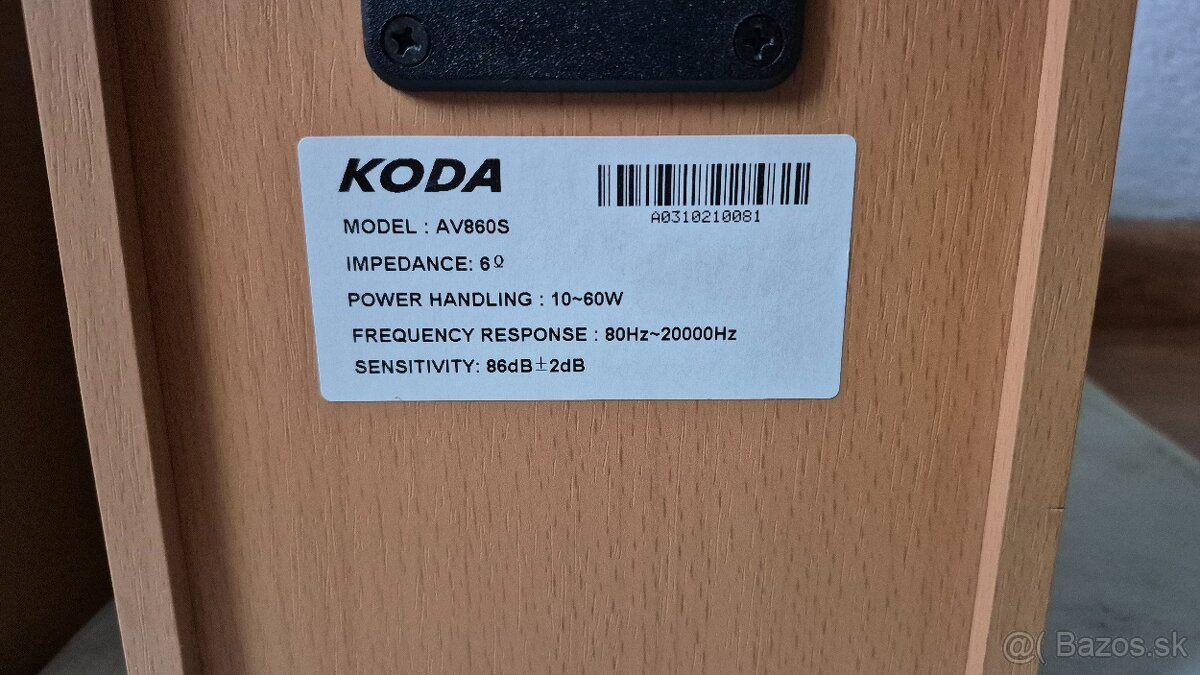 KODA
A0310210081
MODEL : AV860S
IMPEDANCE: 6Ω
POWER HANDLING : 10~60W
FREQUENCY RESPONSE : 80Hz~20000Hz
SENSITIVITY: 86dB±2dB
@( Bazos.sk